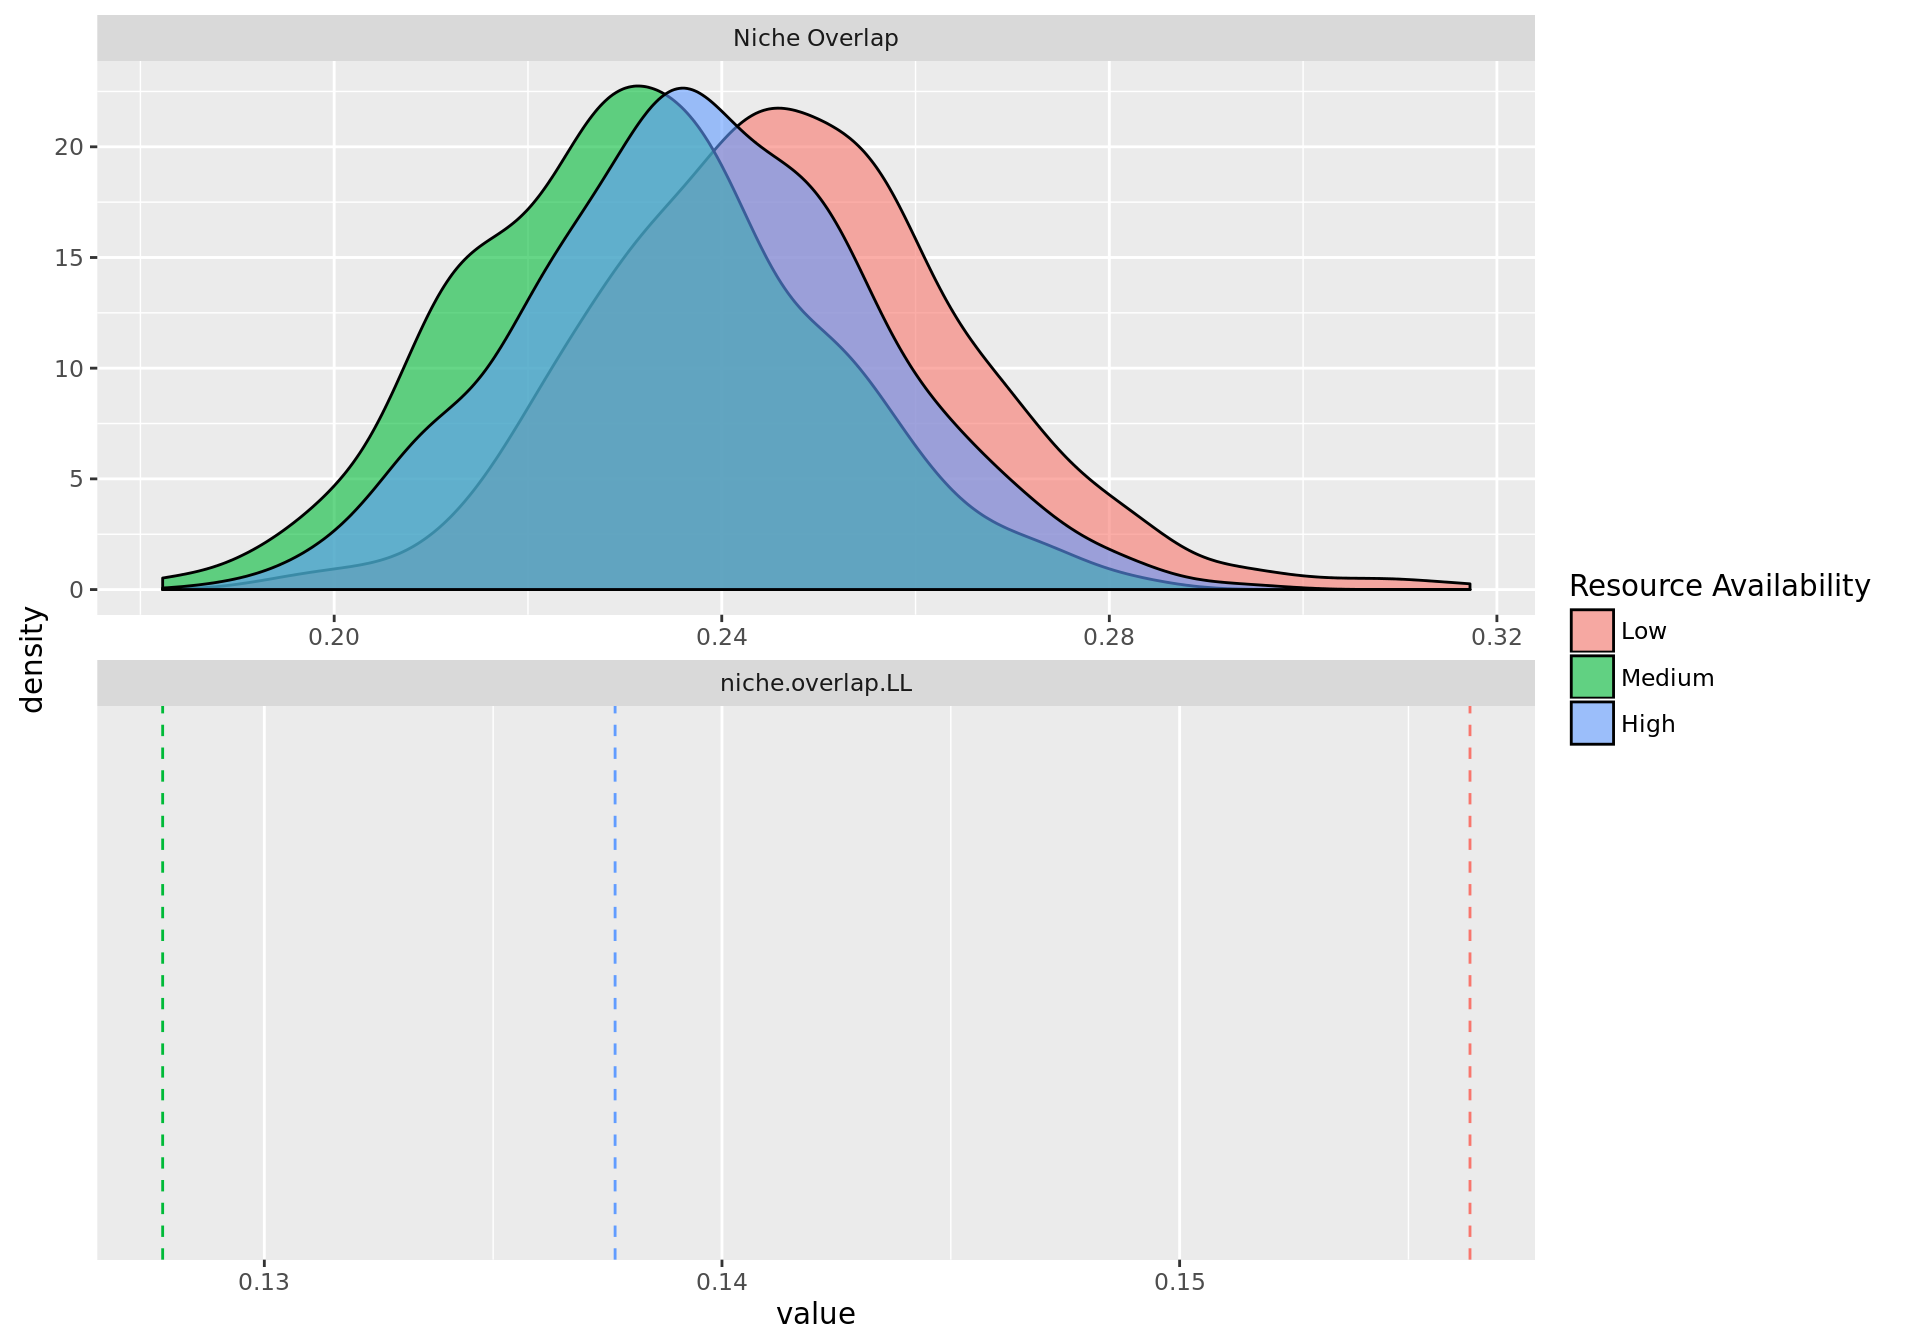 Niche Overlap
20
15
10
5
0
0.20 0.24 0.28 0.32
density
niche.overlap.LL
0.13 0.14 0.15
value
Resource Availability
Low
Medium
High